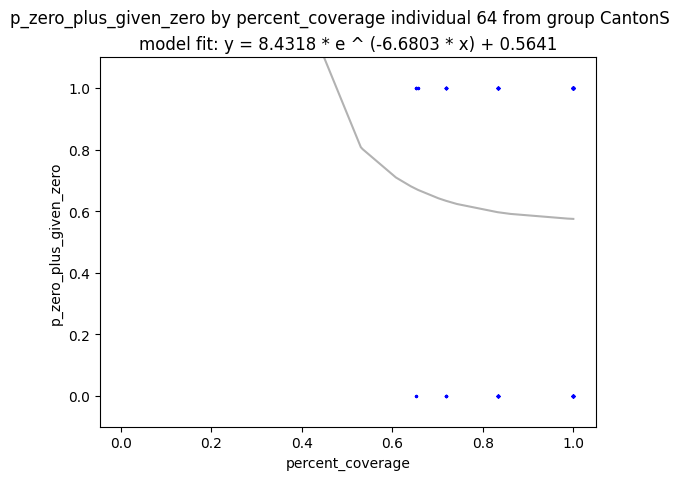 p_zero_plus_given_zero by percent_coverage individual 64 from group CantonS
model fit: y = 8.4318 * e ^ (-6.6803 * x) + 0.5641
p_zero_plus_given_zero
1.0
0.8
0.6
0.4
0.2
0.0
0.0 0.2 0.4 0.6 0.8 1.0
percent_coverage